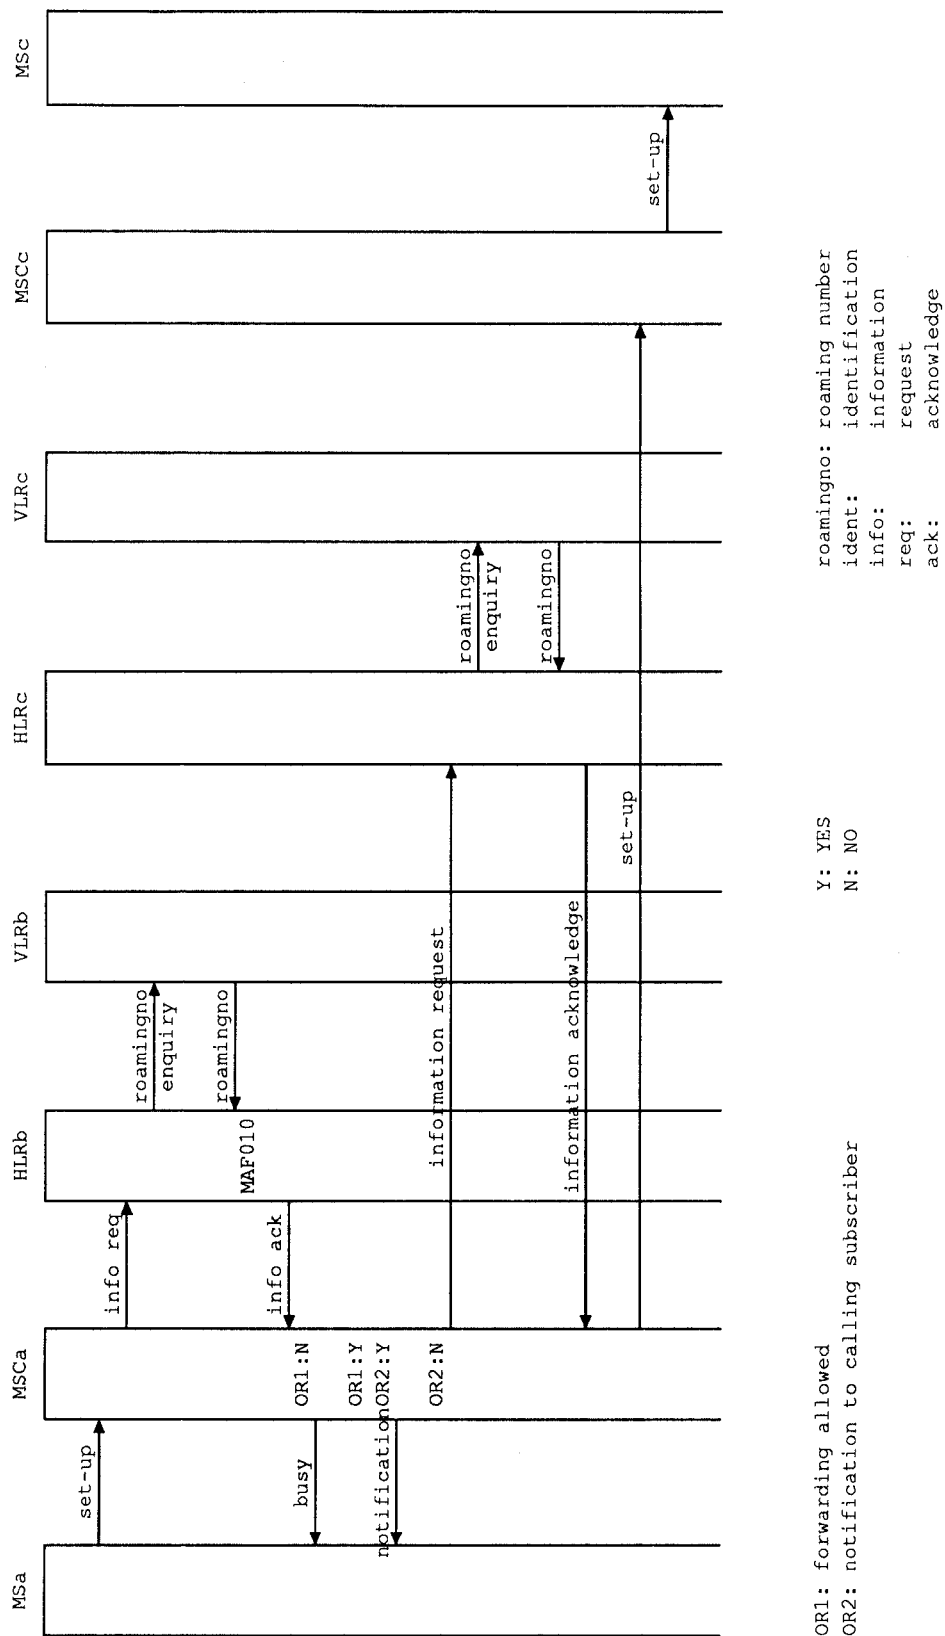 MSa MSCa HLRb VLRb HLRc VLRc MSCc MSc
set-up
info req
roamingno
enquiry
roamingno
MAF010
info ack
OR1:N
busy
OR1:Y
OR2:Y
notification
OR2:N
information request
roamingno
enquiry
roamingno
information acknowledge
set-up
set-up
OR1: forwarding allowed
OR2: notification to calling subscriber
Y: YES
N: NO
roamingno: roaming number
ident: identification
info: information
req: request
ack: acknowledge